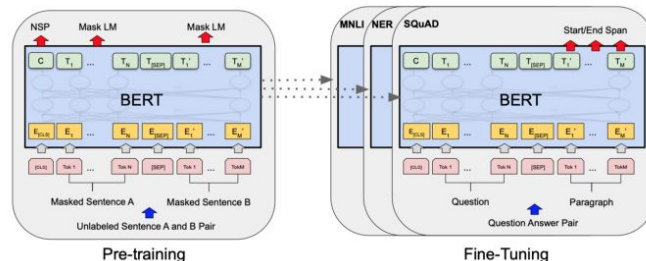 NSP Mask LM Mask LM
C T1 ... TN T[SEP] T1' ... TM'
BERT
E[CLS] E1 ... EN E[SEP] E1' ... EM'
[CLS] Tok 1 ... Tok N [SEP] Tok 1 ... TokM
Masked Sentence A Masked Sentence B
Unlabeled Sentence A and B Pair
Pre-training
MNLI NER SQuAD Start/End Span
C T1 ... TN T[SEP] T1' ... TM'
BERT
E[CLS] E1 ... EN E[SEP] E1' ... EM'
[CLS] Tok 1 ... Tok N [SEP] Tok 1 ... TokM
Question Paragraph
Question Answer Pair
Fine-Tuning